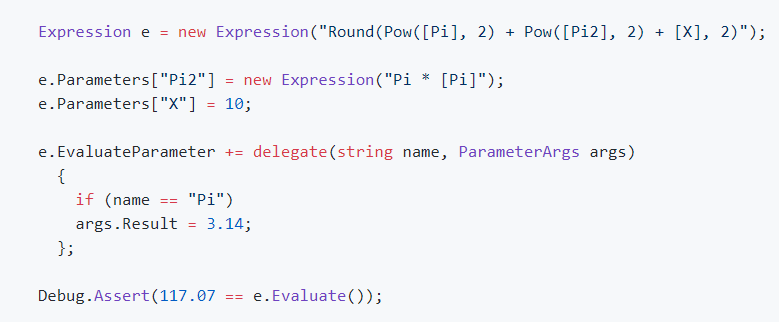 Expression e = new Expression("Round(Pow([Pi], 2) + Pow([Pi2], 2) + [X], 2)");
e.Parameters["Pi2"] = new Expression("Pi * [Pi]");
e.Parameters["X"] = 10;
e.EvaluateParameter += delegate(string name, ParameterArgs args)
{
if (name == "Pi")
args.Result = 3.14;
};
Debug.Assert(117.07 == e.Evaluate());